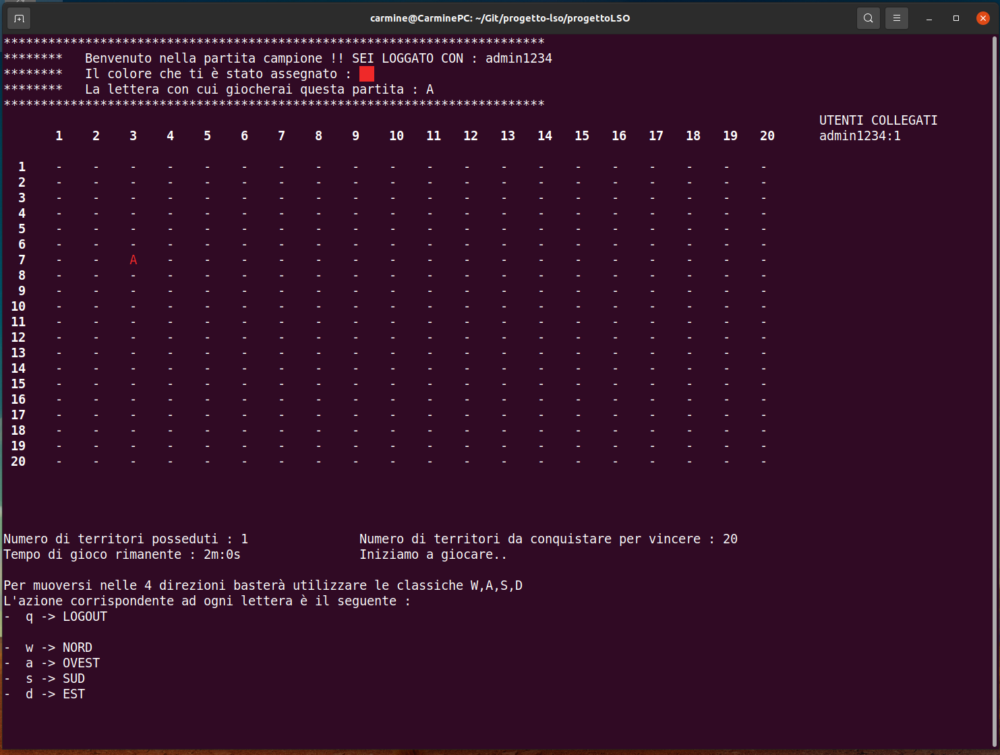 carmine@CarminePC: ~/Git/progetto-lso/progettoLSO
*************************************************************************
******** Benvenuto nella partita campione !! SEI LOGGATO CON : admin1234
******** Il colore che ti è stato assegnato :
******** La lettera con cui giocherai questa partita : A
*************************************************************************
UTENTI COLLEGATI
1 2 3 4 5 6 7 8 9 10 11 12 13 14 15 16 17 18 19 20 admin1234:1
1 - - - - - - - - - - - - - - - - - - - -
2 - - - - - - - - - - - - - - - - - - - -
3 - - - - - - - - - - - - - - - - - - - -
4 - - - - - - - - - - - - - - - - - - - -
5 - - - - - - - - - - - - - - - - - - - -
6 - - - - - - - - - - - - - - - - - - - -
7 - - A - - - - - - - - - - - - - - - - -
8 - - - - - - - - - - - - - - - - - - - -
9 - - - - - - - - - - - - - - - - - - - -
10 - - - - - - - - - - - - - - - - - - - -
11 - - - - - - - - - - - - - - - - - - - -
12 - - - - - - - - - - - - - - - - - - - -
13 - - - - - - - - - - - - - - - - - - - -
14 - - - - - - - - - - - - - - - - - - - -
15 - - - - - - - - - - - - - - - - - - - -
16 - - - - - - - - - - - - - - - - - - - -
17 - - - - - - - - - - - - - - - - - - - -
18 - - - - - - - - - - - - - - - - - - - -
19 - - - - - - - - - - - - - - - - - - - -
20 - - - - - - - - - - - - - - - - - - - -
Numero di territori posseduti : 1 Numero di territori da conquistare per vincere : 20
Tempo di gioco rimanente : 2m:0s Iniziamo a giocare..
Per muoversi nelle 4 direzioni basterà utilizzare le classiche W,A,S,D
L'azione corrispondente ad ogni lettera è il seguente :
- q -> LOGOUT
- w -> NORD
- a -> OVEST
- s -> SUD
- d -> EST